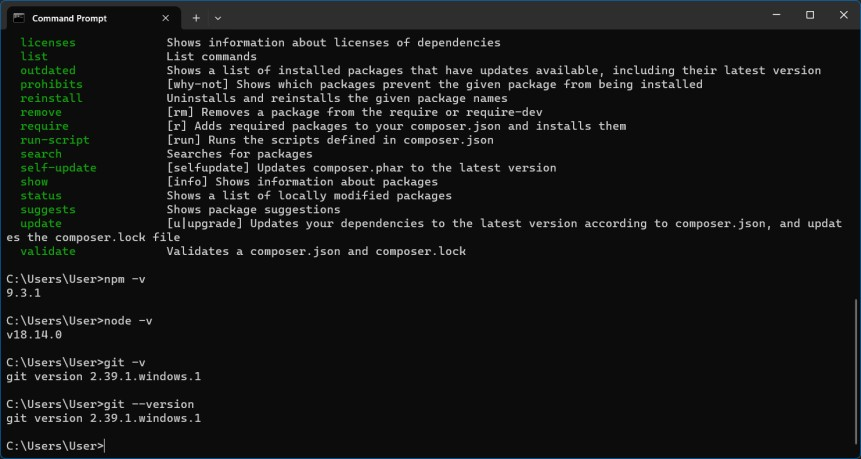 Command Prompt
licenses Shows information about licenses of dependencies
list List commands
outdated Shows a list of installed packages that have updates available, including their latest version
prohibits [why-not] Shows which packages prevent the given package from being installed
reinstall Uninstalls and reinstalls the given package names
remove [rm] Removes a package from the require or require-dev
require [r] Adds required packages to your composer.json and installs them
run-script [run] Runs the scripts defined in composer.json
search Searches for packages
self-update [selfupdate] Updates composer.phar to the latest version
show [info] Shows information about packages
status Shows a list of locally modified packages
suggests Shows package suggestions
update [u|upgrade] Updates your dependencies to the latest version according to composer.json, and updat
es the composer.lock file
validate Validates a composer.json and composer.lock
C:\Users\User>npm -v
9.3.1
C:\Users\User>node -v
v18.14.0
C:\Users\User>git -v
git version 2.39.1.windows.1
C:\Users\User>git --version
git version 2.39.1.windows.1
C:\Users\User>